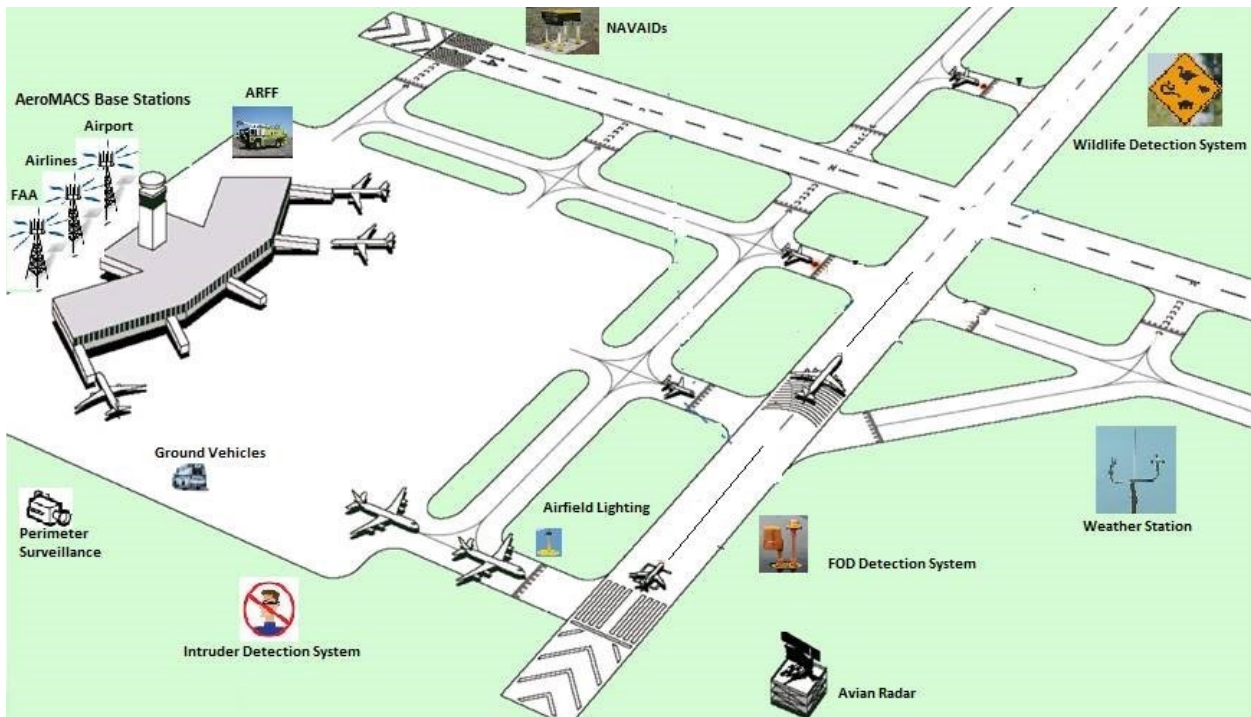 NAVAIDs
AeroMACS Base Stations
ARFF
Airport
Airlines
FAA
Wildlife Detection System
Ground Vehicles
Airfield Lighting
Perimeter
Surveillance
Weather Station
FOD Detection System
Intruder Detection System
Avian Radar